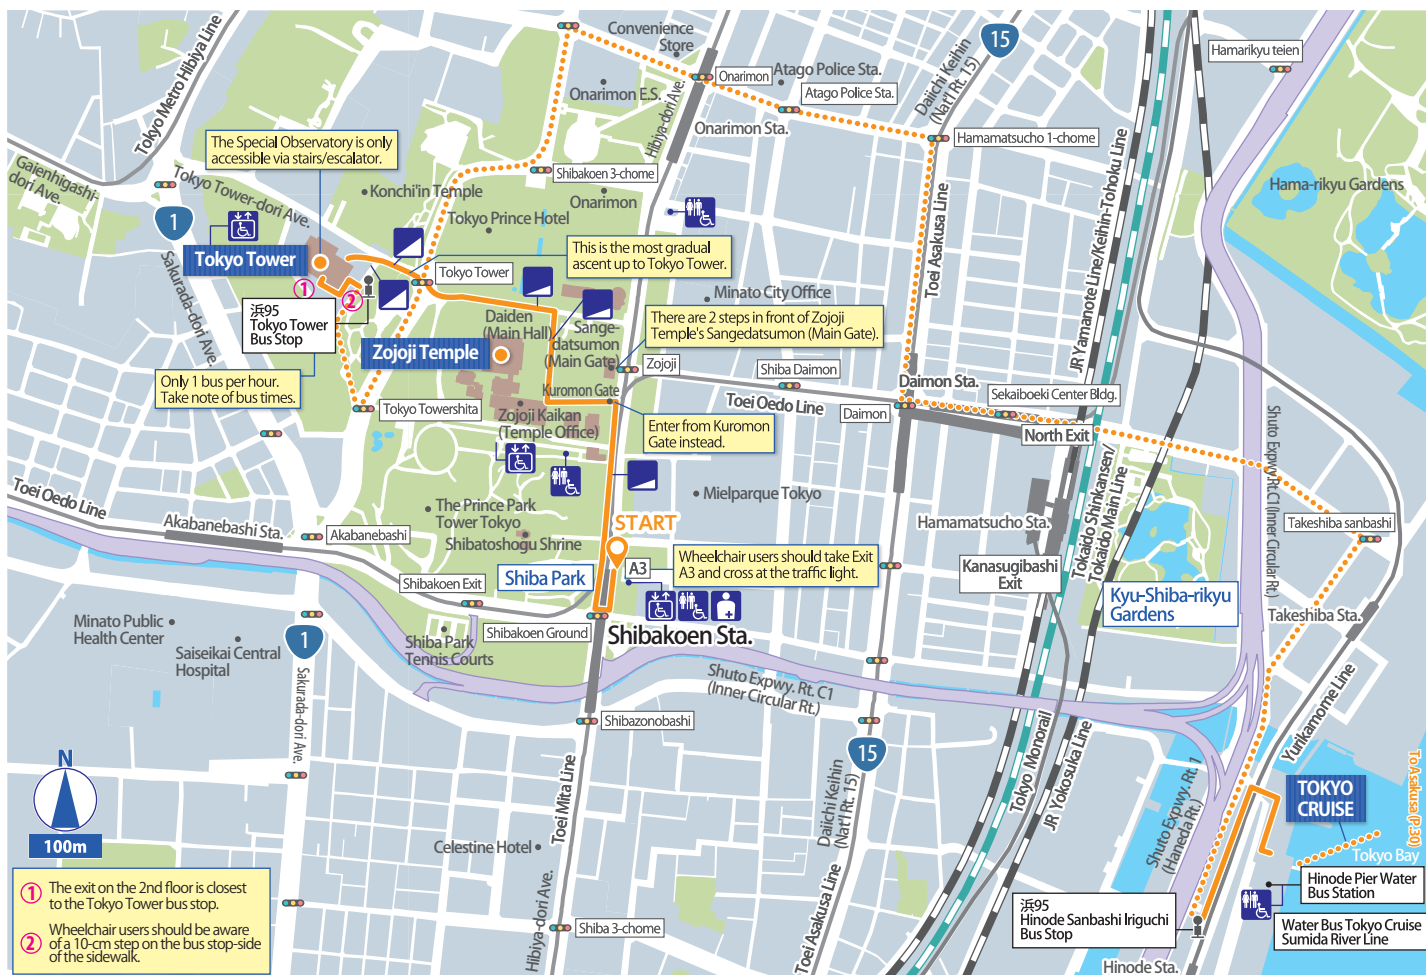 Convenience
Store
15
Hamarikyu teien
Onarimon
Atago Police Sta.
Atago Police Sta.
Onarimon E.S.
Hibiya-dori Ave.
Daiichi Keihin
(Nat'l Rt. 15)
Tokyo Metro Hibiya Line
Onarimon Sta.
Hamamatsucho 1-chome
The Special Observatory is only
accessible via stairs/escalator.
Gaienhigashi-
dori Ave.
Tokyo Tower-dori Ave.
Konchi'in Temple
Shibakoen 3-chome
Onarimon
Hama-rikyu Gardens
1
Tokyo Prince Hotel
Toei Asakusa Line
JR Yamanote Line/Keihin-Tohoku Line
Tokyo Tower
Sakurada-dori Ave.
This is the most gradual
ascent up to Tokyo Tower.
Tokyo Tower
1
2
浜95
Tokyo Tower
Bus Stop
Minato City Office
Daiden
(Main Hall)
Sange-
datsumon
(Main Gate)
There are 2 steps in front of Zojoji
Temple's Sangedatsumon (Main Gate).
Zojoji Temple
Zojoji
Shiba Daimon
Only 1 bus per hour.
Take note of bus times.
Kuromon Gate
Toei Oedo Line
Daimon Sta.
Sekaiboeki Center Bldg.
Tokyo Towershita
Zojoji Kaikan
(Temple Office)
Daimon
Enter from Kuromon
Gate instead.
North Exit
Shuto Expwy. Rt. C1 (Inner Circular Rt.)
Toei Oedo Line
Mielparque Tokyo
Tokaido Shinkansen/
Tokaido Main Line
The Prince Park
Tower Tokyo
Akabanebashi Sta.
Akabanebashi
START
Hamamatsucho Sta.
Takeshiba sanbashi
Shibatoshogu Shrine
Shibakoen Exit
Shiba Park
A3
Wheelchair users should take Exit
A3 and cross at the traffic light.
Kanasugibashi
Exit
Kyu-Shiba-rikyu
Gardens
Takeshiba Sta.
Minato Public
Health Center
1
Saiseikai Central
Hospital
Shiba Park
Tennis Courts
Shibakoen Ground
Shibakoen Sta.
Shuto Expwy. Rt. C1
(Inner Circular Rt.)
Sakurada-dori Ave.
Shibazonobashi
15
Yurikamome Line
N
100m
Toei Mita Line
Daiichi Keihin
(Nat'l Rt. 15)
Tokyo Monorail
JR Yokosuka Line
Shuto Expwy. Rt. 1
(Haneda Rt.)
TOKYO
CRUISE
To Asakusa (P.30)
Tokyo Bay
Celestine Hotel
1 The exit on the 2nd floor is closest
to the Tokyo Tower bus stop.
2 Wheelchair users should be aware
of a 10-cm step on the bus stop-side
of the sidewalk.
Hibiya-dori Ave.
Shiba 3-chome
Toei Asakusa Line
浜95
Hinode Sanbashi Iriguchi
Bus Stop
Hinode Pier Water
Bus Station
Water Bus Tokyo Cruise
Sumida River Line
Hinode Sta.